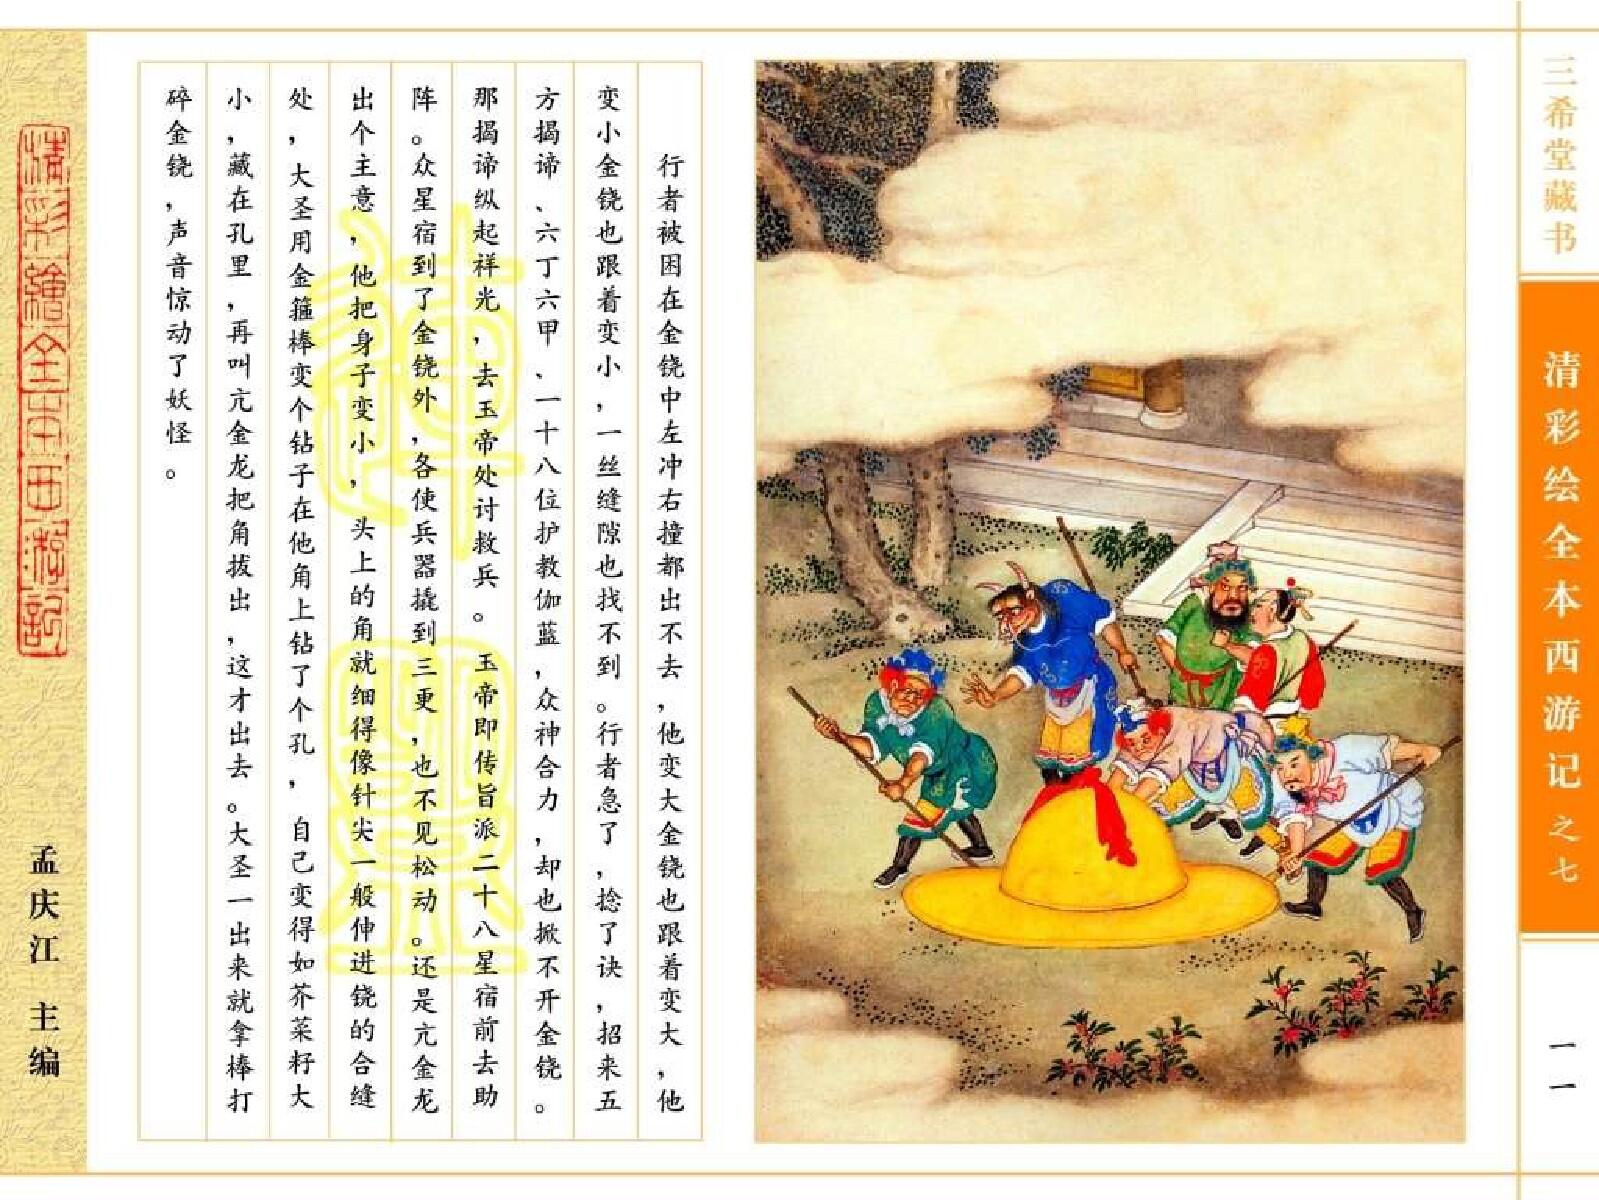 三希堂藏书
清彩绘全本西游记之七
一一
行者被困在金铙中左冲右撞都出不去，他变大金铙也跟着变大，他
变小金铙也跟着变小，一丝缝隙也找不到。行者急了，捻了诀，招来五
方揭谛、六丁六甲、一十八位护教伽蓝，众神合力，却也掀不开金铙。
那揭谛纵起祥光，去玉帝处讨救兵。玉帝即传旨派二十八星宿前去助
阵。众星宿到了金铙外，各使兵器撬到三更，也不见松动。还是亢金龙
出个主意，他把身子变小，头上的角就细得像针尖一般伸进铙的合缝
处，大圣用金箍棒变个钻子在他角上钻了个孔，自己变得如芥菜籽大
小，藏在孔里，再叫亢金龙把角拔出，这才出去。大圣一出来就拿棒打
碎金铙，声音惊动了妖怪。
清彩繪全本西游記
孟庆江 主编